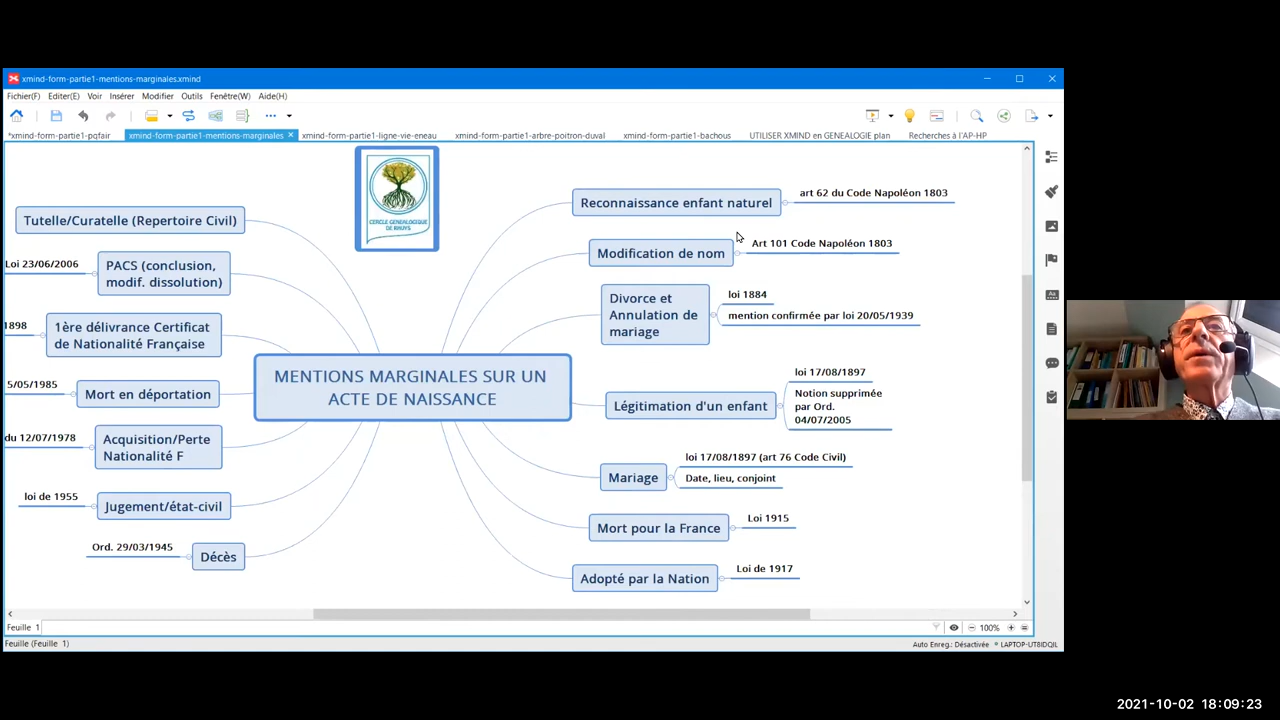 xmind-form-partie1-mentions-marginales.xmind
Fichier(F) Editer(E) Voir Insérer Modifier Outils Fenêtre(W) Aide(H)
*xmind-form-partie1-pqfair xmind-form-partie1-mentions-marginales xmind-form-partie1-ligne-vie-eneau xmind-form-partie1-arbre-poitron-duval xmind-form-partie1-bachous UTILISER XMIND en GENEALOGIE plan Recherches à l'AP-HP
CERCLE GENEALOGIQUE
DE RHUYS
MENTIONS MARGINALES SUR UN
ACTE DE NAISSANCE
Reconnaissance enfant naturel
art 62 du Code Napoléon 1803
Modification de nom
Art 101 Code Napoléon 1803
Divorce et
Annulation de
mariage
loi 1884
mention confirmée par loi 20/05/1939
Légitimation d'un enfant
loi 17/08/1897
Notion supprimée
par Ord.
04/07/2005
Mariage
loi 17/08/1897 (art 76 Code Civil)
Date, lieu, conjoint
Mort pour la France
Loi 1915
Adopté par la Nation
Loi de 1917
Tutelle/Curatelle (Repertoire Civil)
PACS (conclusion,
modif. dissolution)
Loi 23/06/2006
1ère délivrance Certificat
de Nationalité Française
1898
Mort en déportation
5/05/1985
Acquisition/Perte
Nationalité F
du 12/07/1978
Jugement/état-civil
loi de 1955
Décès
Ord. 29/03/1945
Feuille 1
100%
Feuille (Feuille 1)
Auto Enreg.: Désactivée
LAPTOP-UT8IDQIL
2021-10-02 18:09:23